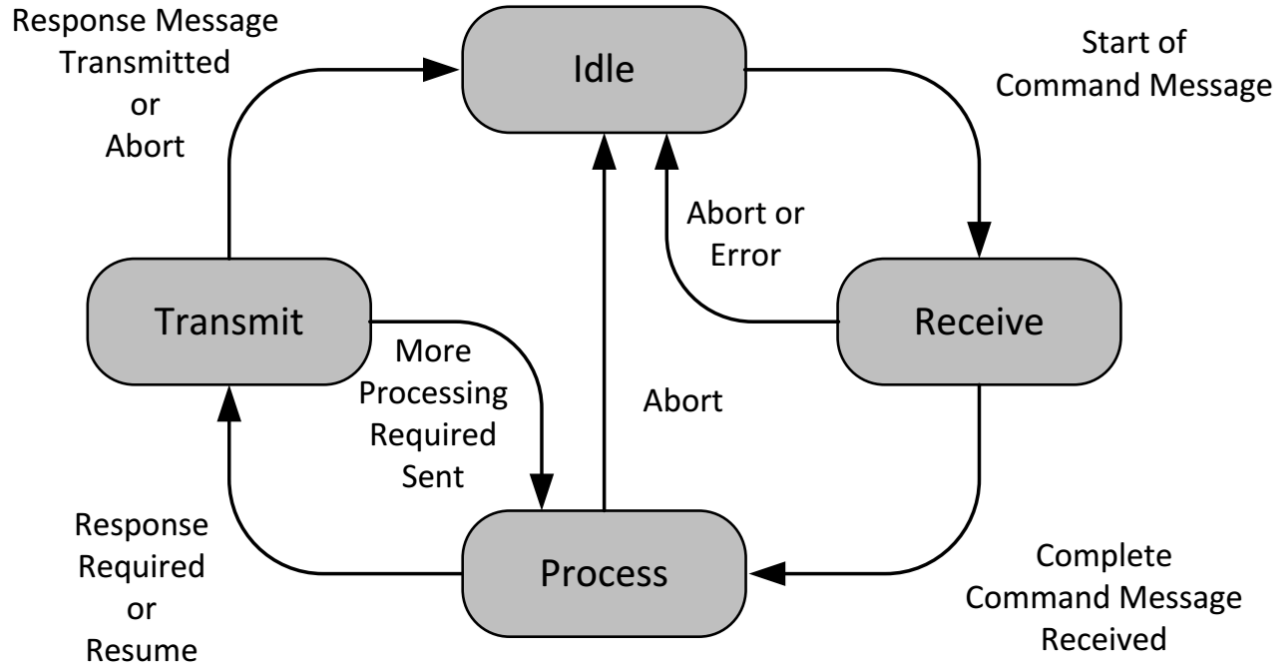 Response Message
Transmitted
or
Abort
Idle
Start of
Command Message
Abort or
Error
Transmit
Receive
More
Processing
Required
Sent
Abort
Response
Required
or
Resume
Process
Complete
Command Message
Received